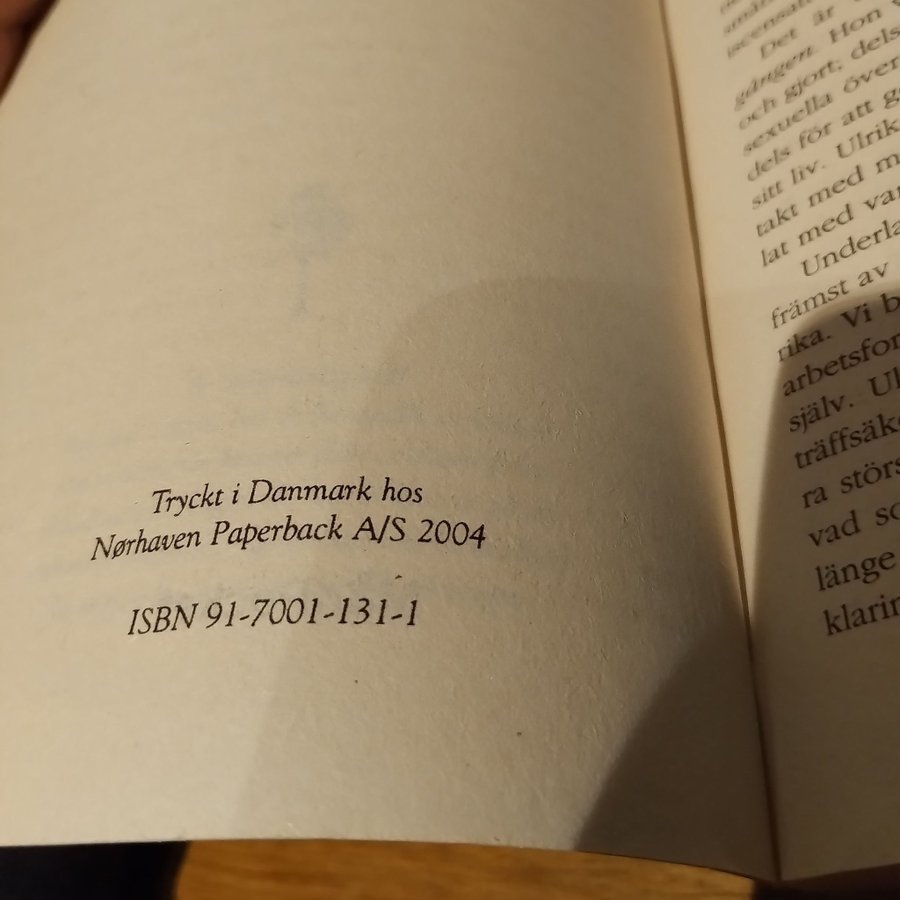 Tryckt i Danmark hos
Nørhaven Paperback A/S 2004
ISBN 91-7001-131-1
Det är
gången. Hon
och gjort; dels
sexuella över
dels för att
sitt liv. Ulrik
takt med m
lat med var
Underla
främst av
rika. Vi b
arbetsfor
själv. Ul
träffsäk
ra störs
vad so
länge
klarin